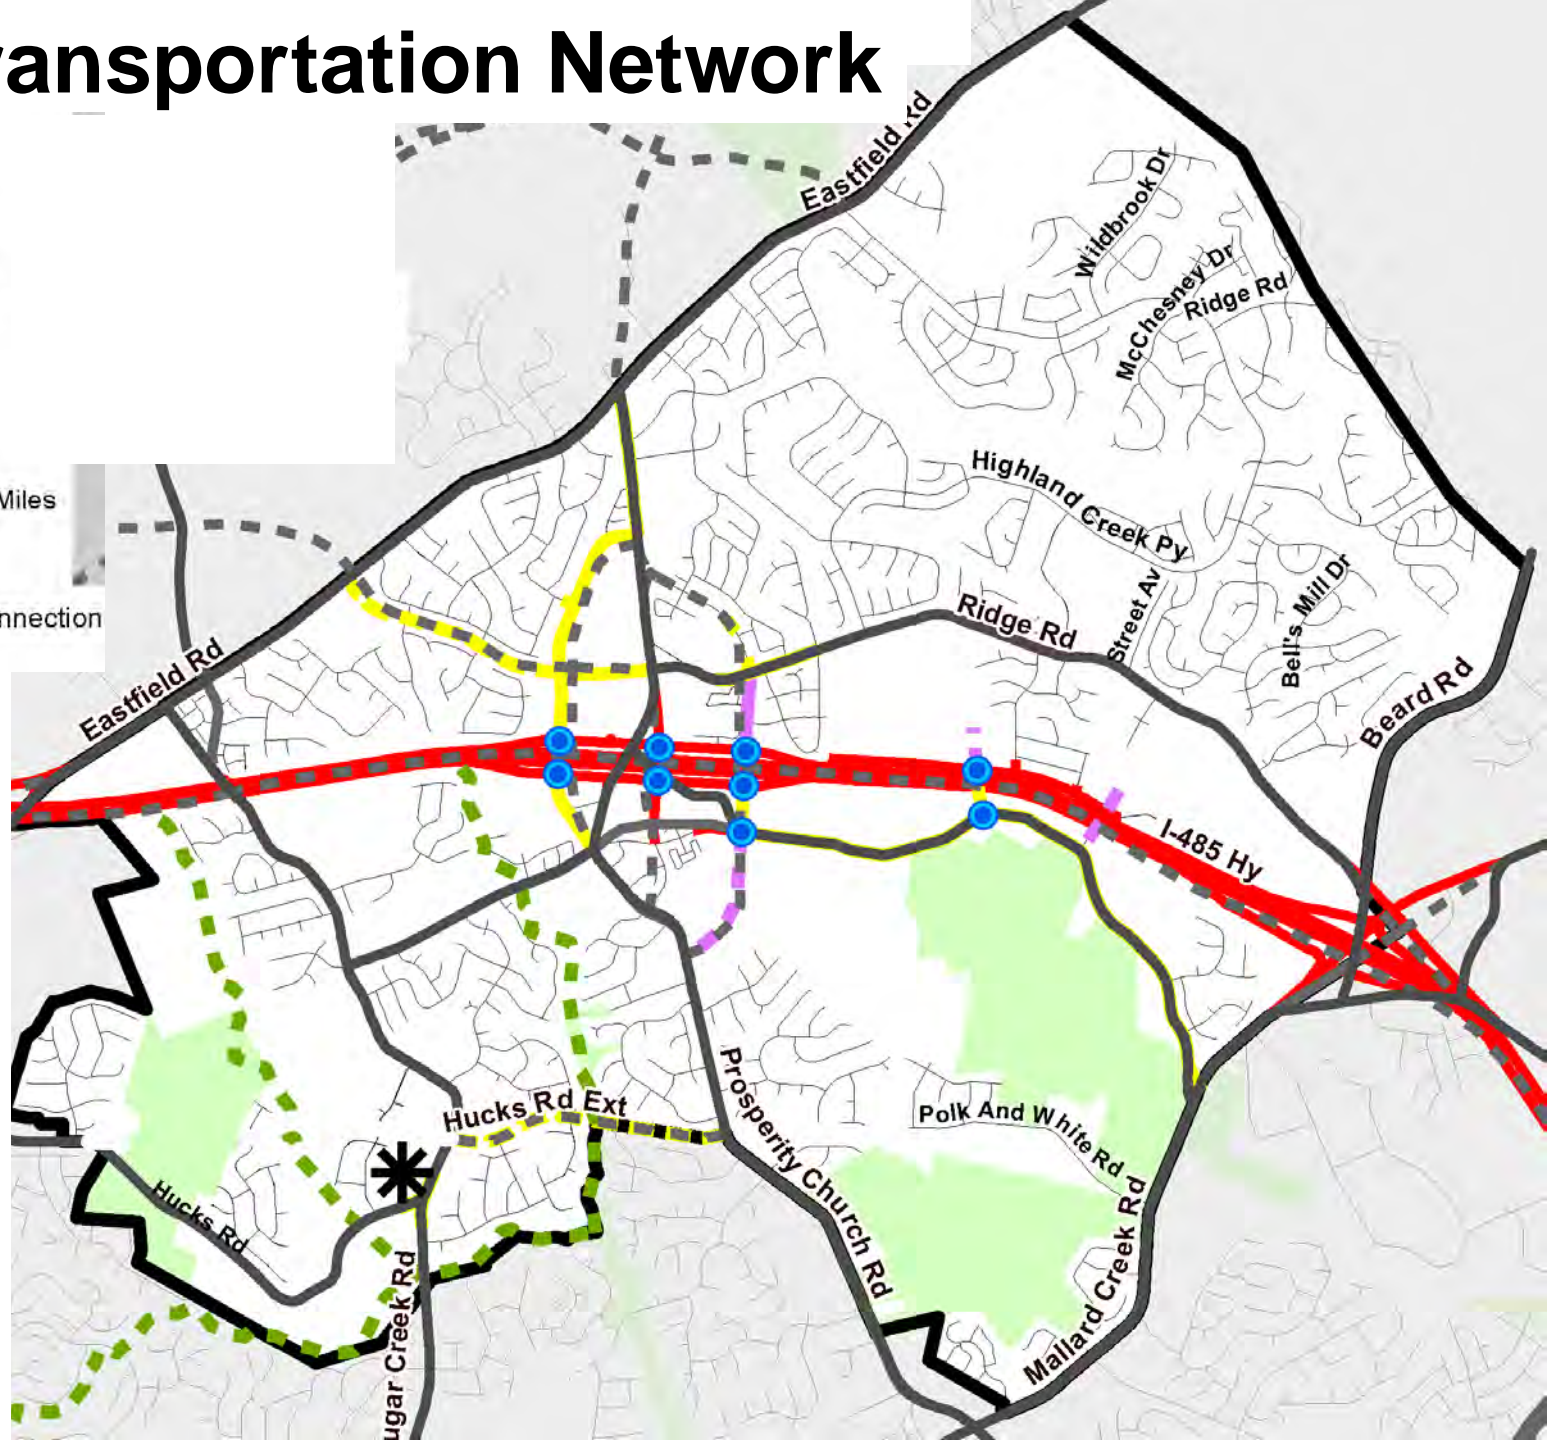 ransportation Network
Eastfield Rd
Wildbrook Dr
McChesney Dr
Ridge Rd
Highland Creek Py
Miles
Street Av
Bell's Mill Dr
nnection
Ridge Rd
Eastfield Rd
Beard Rd
I-485 Hy
Hucks Rd Ext
Prosperity Church Rd
Polk And White Rd
Hucks Rd
ugar Creek Rd
Mallard Creek Rd